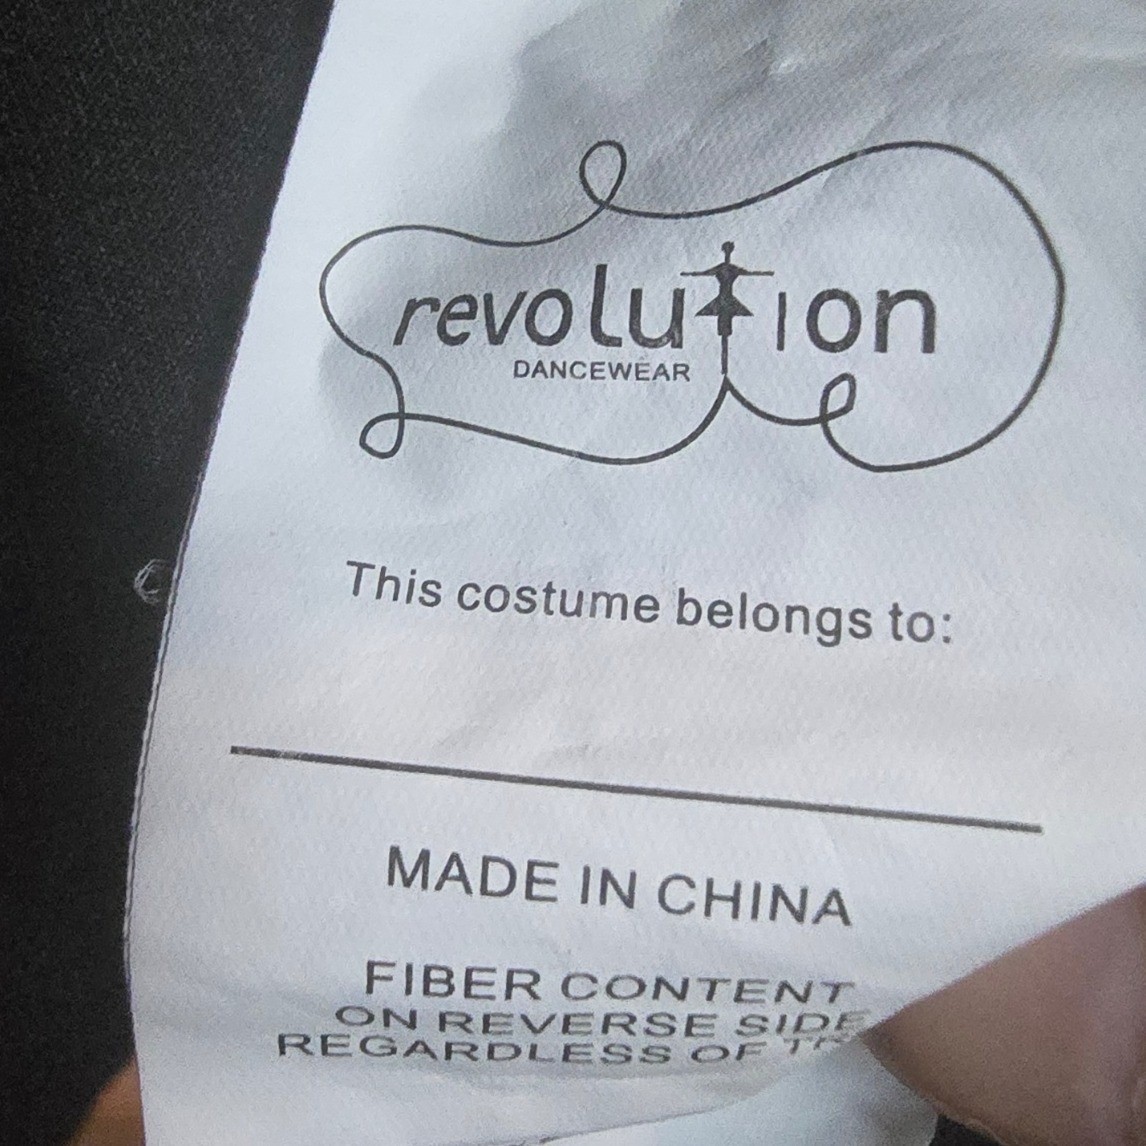 revolution
DANCEWEAR
This costume belongs to:
MADE IN CHINA
FIBER CONTENT
ON REVERSE SIDE
REGARDLESS OF